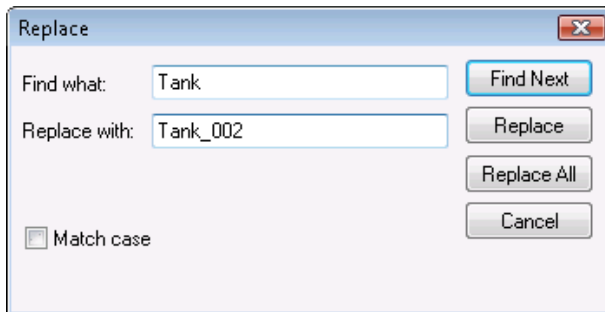 Replace
Find what: Tank Find Next
Replace with: Tank_002 Replace
Replace All
Cancel
Match case